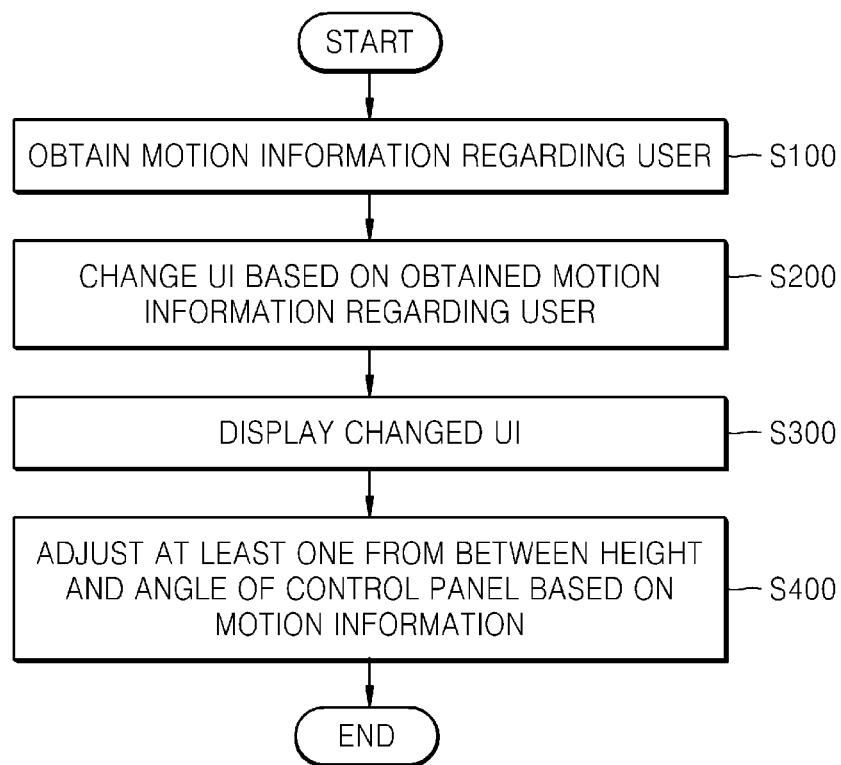 START
OBTAIN MOTION INFORMATION REGARDING USER
S100
CHANGE UI BASED ON OBTAINED MOTION
INFORMATION REGARDING USER
S200
DISPLAY CHANGED UI
S300
ADJUST AT LEAST ONE FROM BETWEEN HEIGHT
AND ANGLE OF CONTROL PANEL BASED ON
MOTION INFORMATION
S400
END